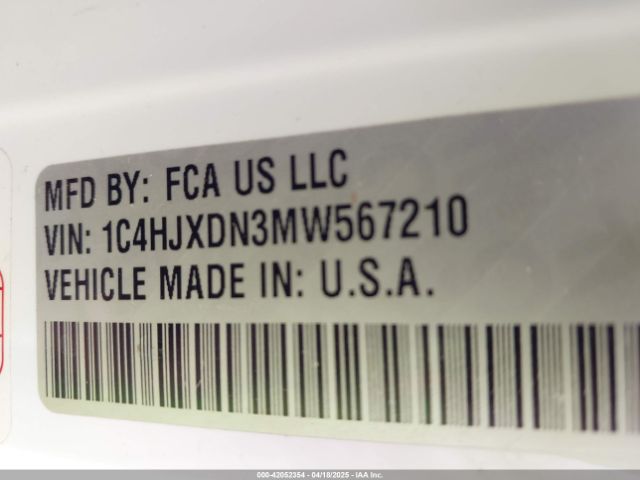 MFD BY: FCA US LLC
VIN: 1C4HJXDN3MW567210
VEHICLE MADE IN: U.S.A.
000-42052354 - 04/18/2025 - IAA Inc.